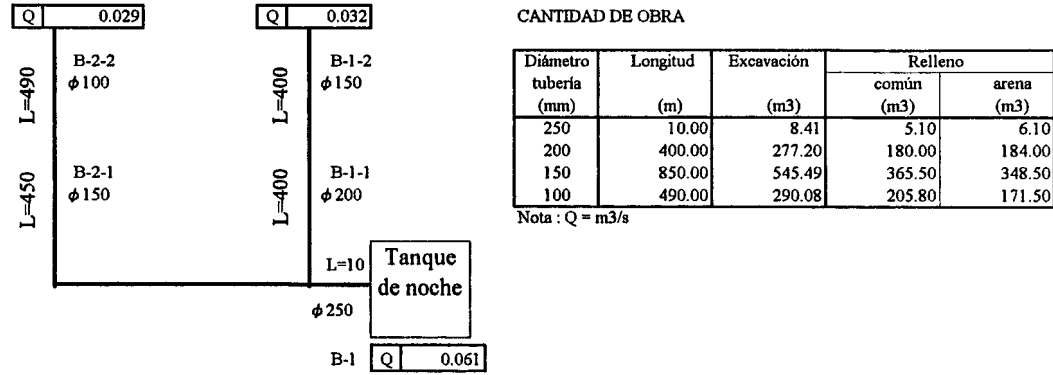 Q 0.029
Q 0.032
B-2-2
φ100
L=490
B-2-1
φ150
L=450
B-1-2
φ150
L=400
B-1-1
φ200
L=400
L=10
φ250
Tanque
de noche
B-1 Q 0.061
CANTIDAD DE OBRA
Diámetro Longitud Excavación Relleno
tubería común arena
(mm) (m) (m3) (m3) (m3)
250 10.00 8.41 5.10 6.10
200 400.00 277.20 180.00 184.00
150 850.00 545.49 365.50 348.50
100 490.00 290.08 205.80 171.50
Nota : Q = m3/s